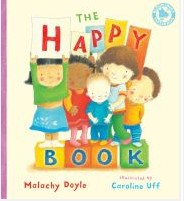 THE
HAPPY
BOOK
Malachy Doyle
illustrated by
Caroline Uff